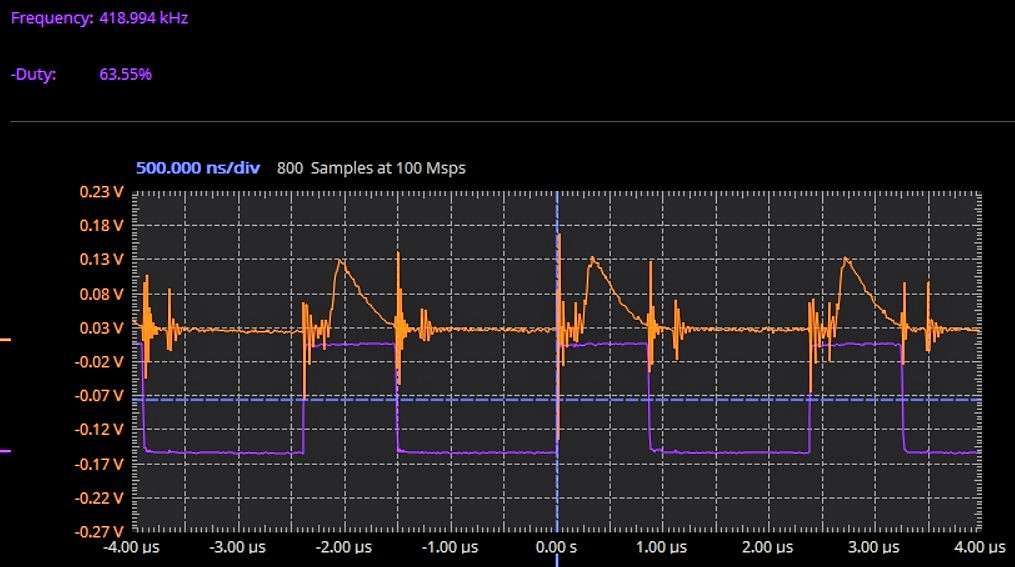 Frequency: 418.994 kHz
-Duty: 63.55%
500.000 ns/div 800 Samples at 100 Msps
0.23 V
0.18 V
0.13 V
0.08 V
0.03 V
-0.02 V
-0.07 V
-0.12 V
-0.17 V
-0.22 V
-0.27 V
-4.00 µs -3.00 µs -2.00 µs -1.00 µs 0.00 s 1.00 µs 2.00 µs 3.00 µs 4.00 µs